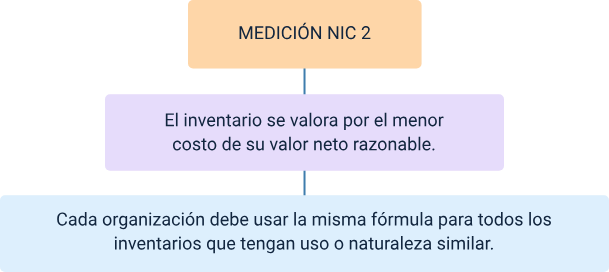 MEDICIÓN NIC 2
El inventario se valora por el menor
costo de su valor neto razonable.
Cada organización debe usar la misma fórmula para todos los
inventarios que tengan uso o naturaleza similar.